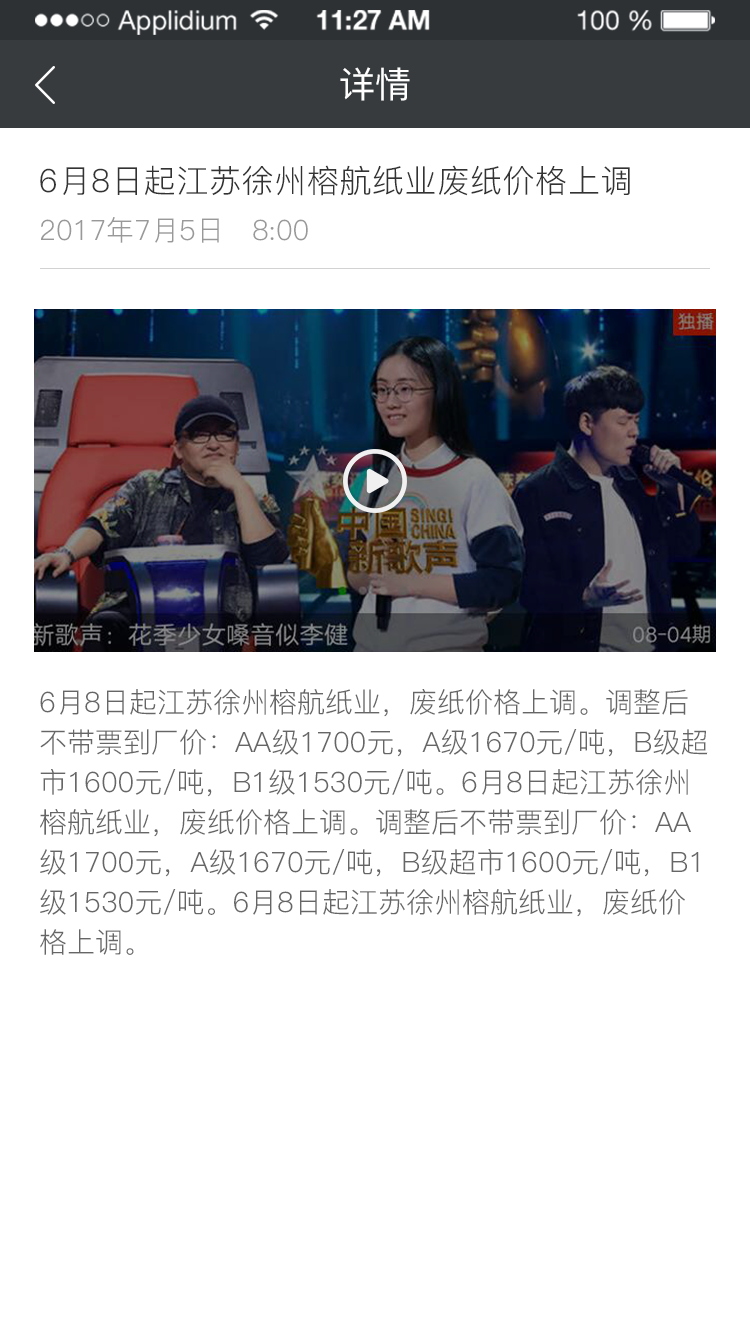 Applidium 11:27 AM 100 %
详情
6月8日起江苏徐州榕航纸业废纸价格上调
2017年7月5日 8:00
独播
中国 SING!
新歌声 CHINA
新歌声：花季少女嗓音似李健
08-04期
6月8日起江苏徐州榕航纸业，废纸价格上调。调整后
不带票到厂价：AA级1700元，A级1670元/吨，B级超
市1600元/吨，B1级1530元/吨。6月8日起江苏徐州
榕航纸业，废纸价格上调。调整后不带票到厂价：AA
级1700元，A级1670元/吨，B级超市1600元/吨，B1
级1530元/吨。6月8日起江苏徐州榕航纸业，废纸价
格上调。